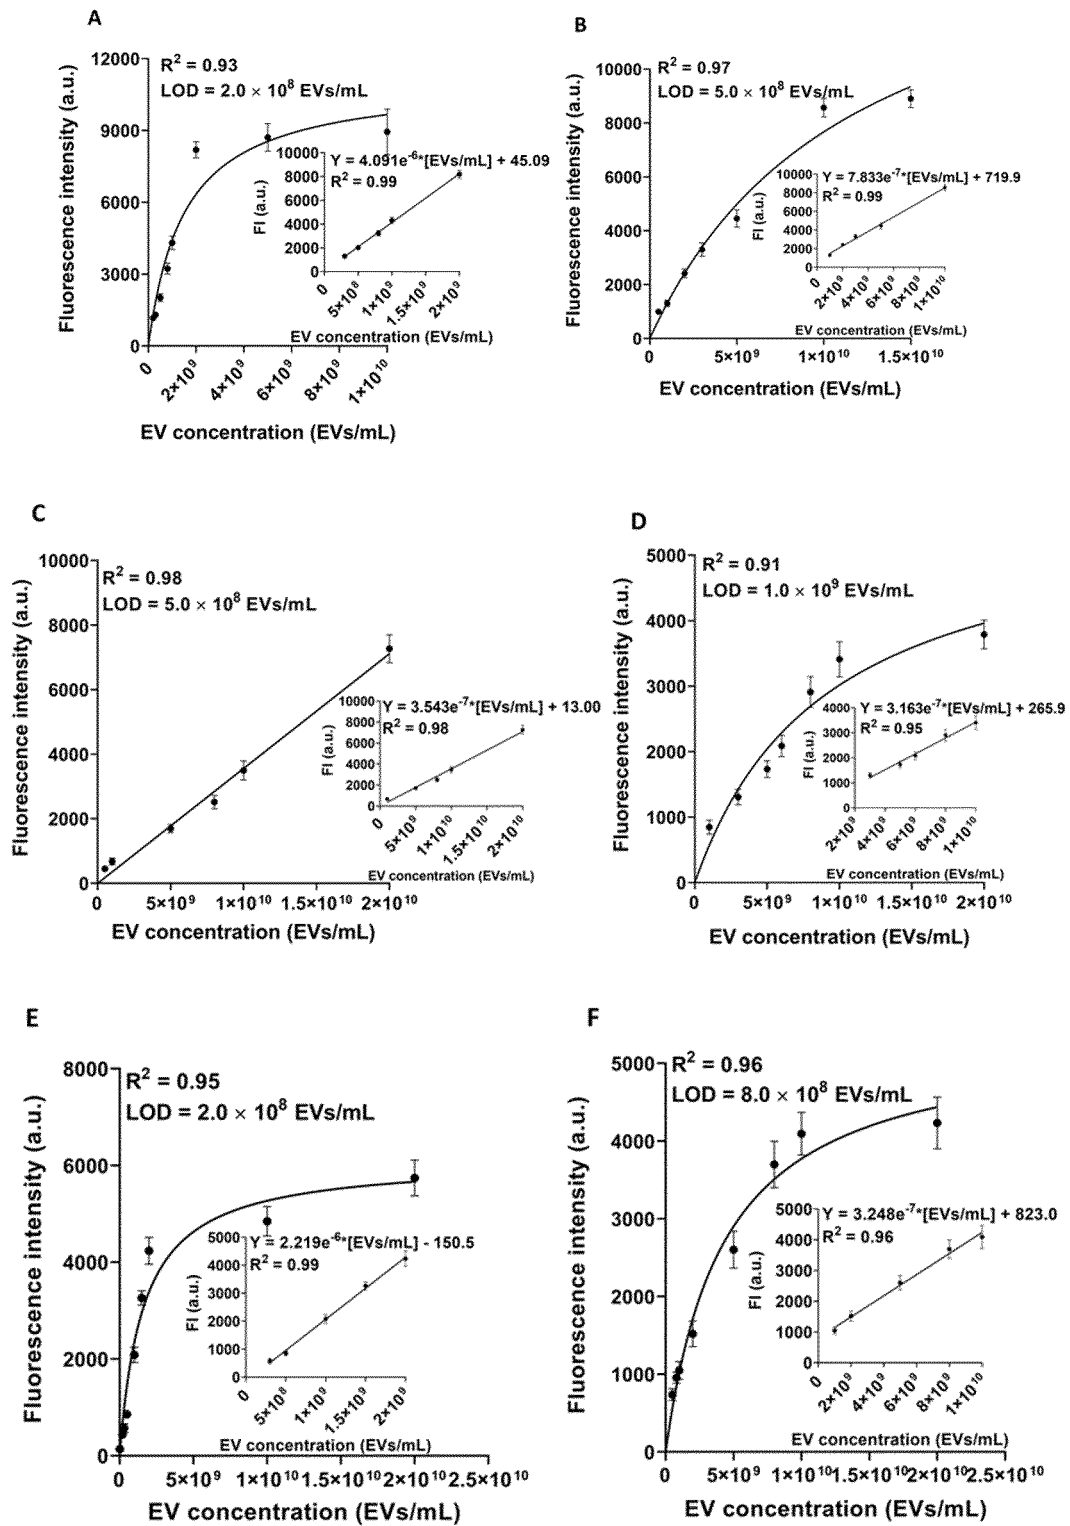 A
12000
9000
6000
3000
0
Fluorescence intensity (a.u.)
R² = 0.93
LOD = 2.0 × 10⁸ EVs/mL
10000
8000
6000
4000
2000
0
FI (a.u.)
Y = 4.091e⁻⁶*[EVs/mL] + 45.09
R² = 0.99
0 5×10⁸ 1×10⁹ 1.5×10⁹ 2×10⁹
EV concentration (EVs/mL)
0 2×10⁹ 4×10⁹ 6×10⁹ 8×10⁹ 1×10¹⁰
EV concentration (EVs/mL)
B
10000
8000
6000
4000
2000
0
Fluorescence intensity (a.u.)
R² = 0.97
LOD = 5.0 × 10⁸ EVs/mL
10000
8000
6000
4000
2000
0
FI (a.u.)
Y = 7.833e⁻⁷*[EVs/mL] + 719.9
R² = 0.99
0 2×10⁹ 4×10⁹ 6×10⁹ 8×10⁹ 1×10¹⁰
EV concentration (EVs/mL)
0 5×10⁹ 1×10¹⁰ 1.5×10¹⁰
EV concentration (EVs/mL)
C
10000
8000
6000
4000
2000
0
Fluorescence intensity (a.u.)
R² = 0.98
LOD = 5.0 × 10⁸ EVs/mL
10000
8000
6000
4000
2000
0
FI (a.u.)
Y = 3.543e⁻⁷*[EVs/mL] + 13.00
R² = 0.98
0 5×10⁹ 1×10¹⁰ 1.5×10¹⁰ 2×10¹⁰
EV concentration (EVs/mL)
0 5×10⁹ 1×10¹⁰ 1.5×10¹⁰ 2×10¹⁰
EV concentration (EVs/mL)
D
5000
4000
3000
2000
1000
0
Fluorescence intensity (a.u.)
R² = 0.91
LOD = 1.0 × 10⁹ EVs/mL
4000
3000
2000
1000
0
FI (a.u.)
Y = 3.163e⁻⁷*[EVs/mL] + 265.9
R² = 0.95
2×10⁹ 4×10⁹ 6×10⁹ 8×10⁹ 1×10¹⁰
EV concentration (EVs/mL)
0 5×10⁹ 1×10¹⁰ 1.5×10¹⁰ 2×10¹⁰
EV concentration (EVs/mL)
E
8000
6000
4000
2000
0
Fluorescence intensity (a.u.)
R² = 0.95
LOD = 2.0 × 10⁸ EVs/mL
5000
4000
3000
2000
1000
0
FI (a.u.)
Y = 2.219e⁻⁶*[EVs/mL] - 150.5
R² = 0.99
0 5×10⁸ 1×10⁹ 1.5×10⁹ 2×10⁹
EV concentration (EVs/mL)
0 5×10⁹ 1×10¹⁰ 1.5×10¹⁰ 2×10¹⁰ 2.5×10¹⁰
EV concentration (EVs/mL)
F
5000
4000
3000
2000
1000
0
Fluorescence intensity (a.u.)
R² = 0.96
LOD = 8.0 × 10⁸ EVs/mL
5000
4000
3000
2000
1000
0
FI (a.u.)
Y = 3.248e⁻⁷*[EVs/mL] + 823.0
R² = 0.96
0 2×10⁹ 4×10⁹ 6×10⁹ 8×10⁹ 1×10¹⁰
EV concentration (EVs/mL)
0 5×10⁹ 1×10¹⁰ 1.5×10¹⁰ 2×10¹⁰ 2.5×10¹⁰
EV concentration (EVs/mL)